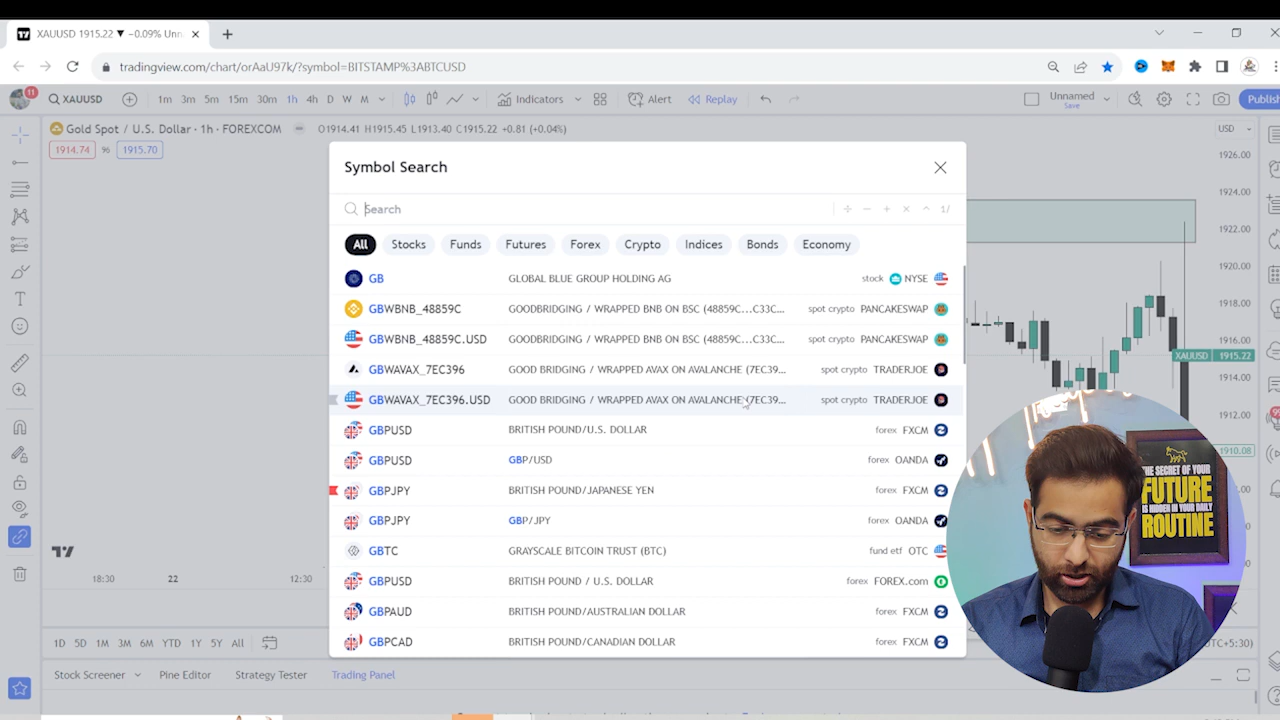 XAUUSD 1915.22 ▼ −0.09% Unn
tradingview.com/chart/orAaU97k/?symbol=BITSTAMP%3ABTCUSD
11 XAUUSD 1m 3m 5m 15m 30m 1h 4h D W M Indicators Alert Replay Unnamed Save Publish
Gold Spot / U.S. Dollar · 1h · FOREXCOM O1914.41 H1915.45 L1913.40 C1915.22 +0.81 (+0.04%) USD
1914.74 96 1915.70
1926.00
1924.00
1922.00
1920.00
1918.00
1916.00
XAUUSD 1915.22
1914.00
1912.00
1910.08
Symbol Search
Search 1/
All Stocks Funds Futures Forex Crypto Indices Bonds Economy
GB GLOBAL BLUE GROUP HOLDING AG stock NYSE
GBWBNB_48859C GOODBRIDGING / WRAPPED BNB ON BSC (48859C...C33C... spot crypto PANCAKESWAP
GBWBNB_48859C.USD GOODBRIDGING / WRAPPED BNB ON BSC (48859C...C33C... spot crypto PANCAKESWAP
GBWAVAX_7EC396 GOOD BRIDGING / WRAPPED AVAX ON AVALANCHE (7EC39... spot crypto TRADERJOE
GBWAVAX_7EC396.USD GOOD BRIDGING / WRAPPED AVAX ON AVALANCHE (7EC39... spot crypto TRADERJOE
GBPUSD BRITISH POUND/U.S. DOLLAR forex FXCM
GBPUSD GBP/USD forex OANDA
GBPJPY BRITISH POUND/JAPANESE YEN forex FXCM
GBPJPY GBP/JPY forex OANDA
GBTC GRAYSCALE BITCOIN TRUST (BTC) fund etf OTC
GBPUSD BRITISH POUND / U.S. DOLLAR forex FOREX.com
GBPAUD BRITISH POUND/AUSTRALIAN DOLLAR forex FXCM
GBPCAD BRITISH POUND/CANADIAN DOLLAR forex FXCM
THE SECRET OF YOUR
FUTURE
IS HIDDEN IN YOUR DAILY
ROUTINE
18:30 22 12:30
1D 5D 1M 3M 6M YTD 1Y 5Y All
UTC+5:30)
Stock Screener Pine Editor Strategy Tester Trading Panel